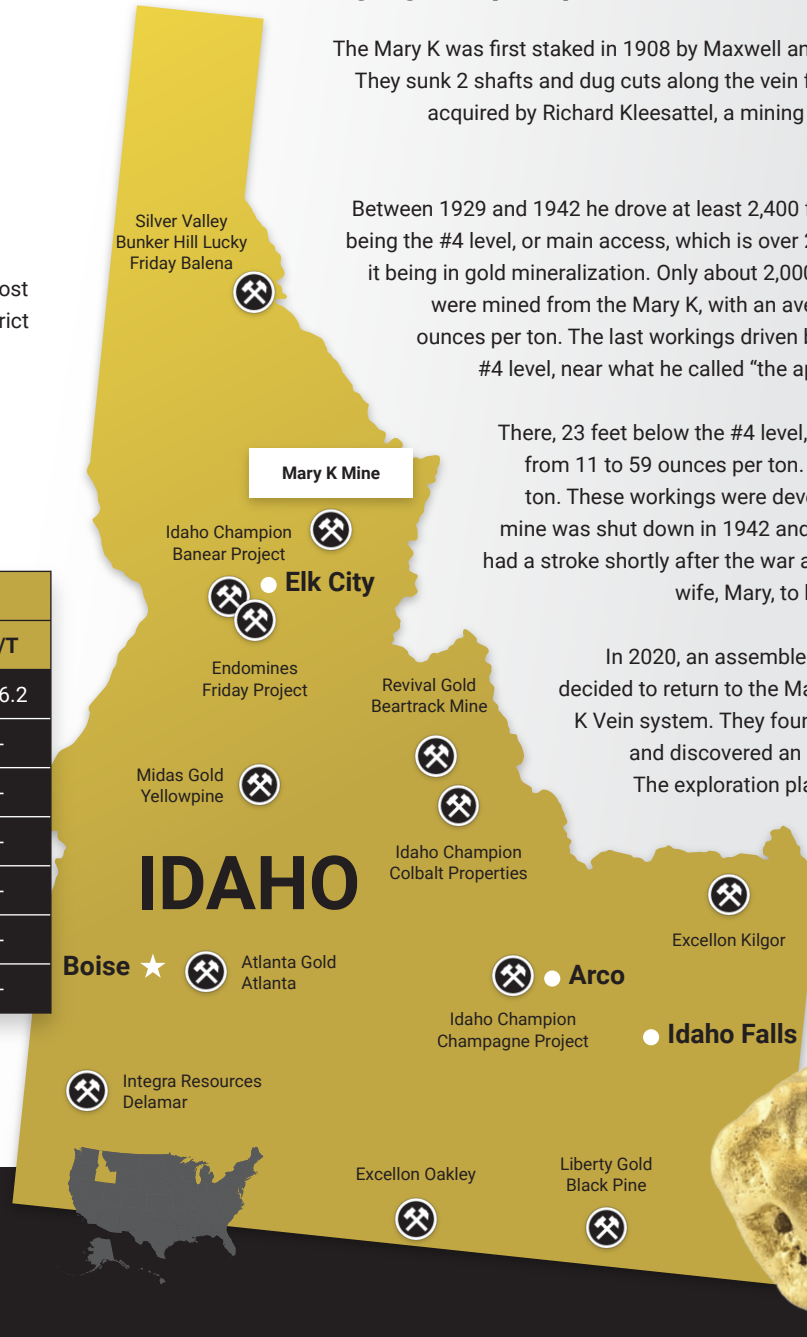 The Mary K was first staked in 1908 by Maxwell an
They sunk 2 shafts and dug cuts along the vein
acquired by Richard Kleesattel, a mining
Between 1929 and 1942 he drove at least 2,400
being the #4 level, or main access, which is over 2
it being in gold mineralization. Only about 2,000
were mined from the Mary K, with an ave
ounces per ton. The last workings driven
#4 level, near what he called “the ap
There, 23 feet below the #4 level,
from 11 to 59 ounces per ton.
ton. These workings were deve
mine was shut down in 1942 and
had a stroke shortly after the war a
wife, Mary, to
In 2020, an assemble
decided to return to the Ma
K Vein system. They four
and discovered an
The exploration pla
ost
rict
/T
6.2
-
-
-
-
-
-
Silver Valley
Bunker Hill Lucky
Friday Balena
Mary K Mine
Idaho Champion
Banear Project
Elk City
Endomines
Friday Project
Revival Gold
Beartrack Mine
Midas Gold
Yellowpine
Idaho Champion
Colbalt Properties
IDAHO
Excellon Kilgor
Boise
Atlanta Gold
Atlanta
Arco
Idaho Champion
Champagne Project
Idaho Falls
Integra Resources
Delamar
Excellon Oakley
Liberty Gold
Black Pine